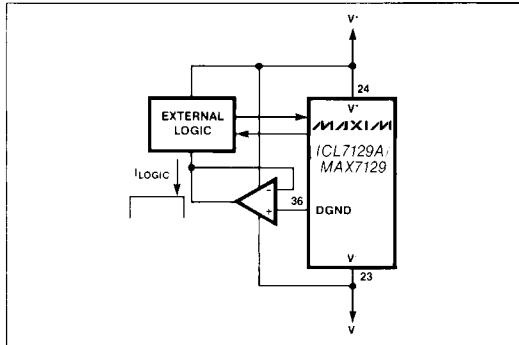 V+
24
V+
EXTERNAL
LOGIC
MAXIM
ICL7129A/
MAX7129
ILOGIC
-
+
36
DGND
V-
23
V-